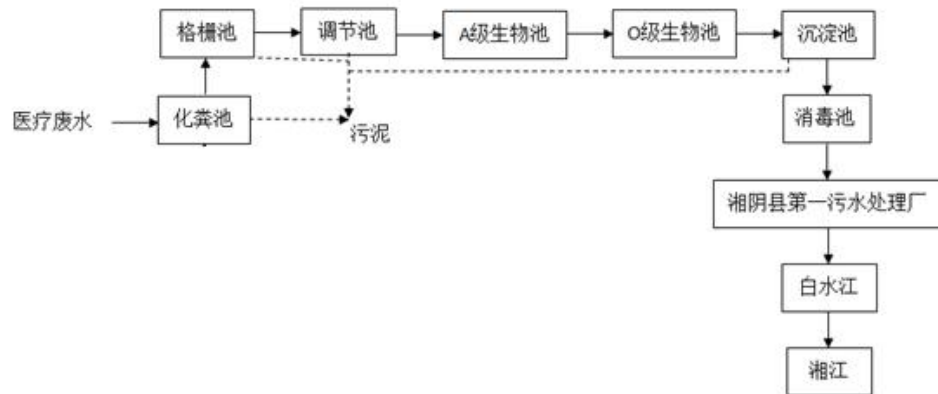 格栅池
调节池
A级生物池
O级生物池
沉淀池
医疗废水
化粪池
污泥
消毒池
湘阴县第一污水处理厂
白水江
湘江